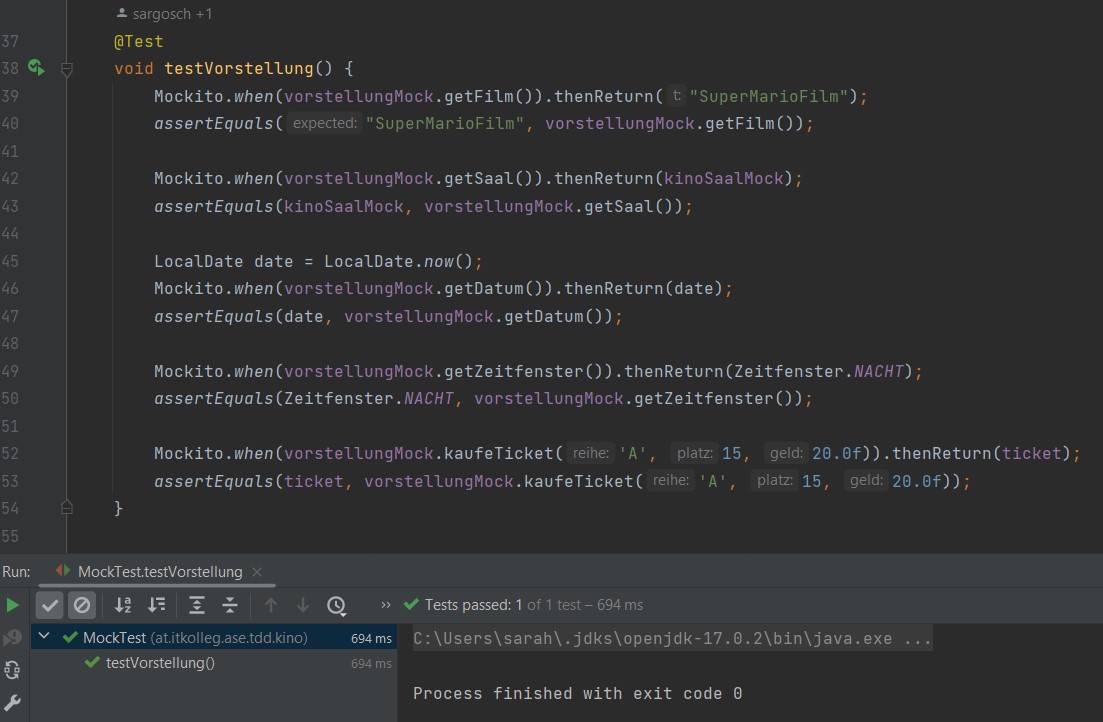 sargosch +1
37 @Test
38 void testVorstellung() {
39 Mockito.when(vorstellungMock.getFilm()).thenReturn( t: "SuperMarioFilm");
40 assertEquals( expected: "SuperMarioFilm", vorstellungMock.getFilm());
41
42 Mockito.when(vorstellungMock.getSaal()).thenReturn(kinoSaalMock);
43 assertEquals(kinoSaalMock, vorstellungMock.getSaal());
44
45 LocalDate date = LocalDate.now();
46 Mockito.when(vorstellungMock.getDatum()).thenReturn(date);
47 assertEquals(date, vorstellungMock.getDatum());
48
49 Mockito.when(vorstellungMock.getZeitfenster()).thenReturn(Zeitfenster.NACHT);
50 assertEquals(Zeitfenster.NACHT, vorstellungMock.getZeitfenster());
51
52 Mockito.when(vorstellungMock.kaufeTicket( reihe: 'A', platz: 15, geld: 20.0f)).thenReturn(ticket);
53 assertEquals(ticket, vorstellungMock.kaufeTicket( reihe: 'A', platz: 15, geld: 20.0f));
54 }
55
Run: MockTest.testVorstellung ×
» Tests passed: 1 of 1 test – 694 ms
MockTest (at.itkolleg.ase.tdd.kino) 694 ms
testVorstellung() 694 ms
C:\Users\sarah\.jdks\openjdk-17.0.2\bin\java.exe ...
Process finished with exit code 0